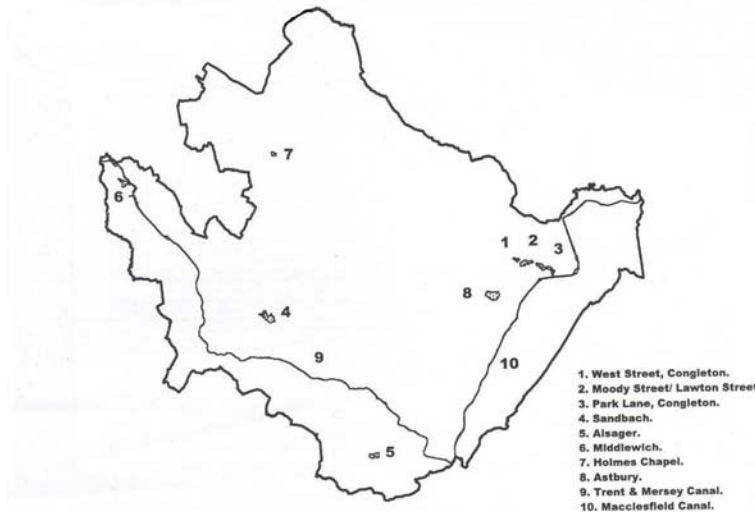 7
6
1
2
3
8
4
9
10
5
1. West Street, Congleton.
2. Moody Street/ Lawton Street
3. Park Lane, Congleton.
4. Sandbach.
5. Alsager.
6. Middlewich.
7. Holmes Chapel.
8. Astbury.
9. Trent & Mersey Canal.
10. Macclesfield Canal.